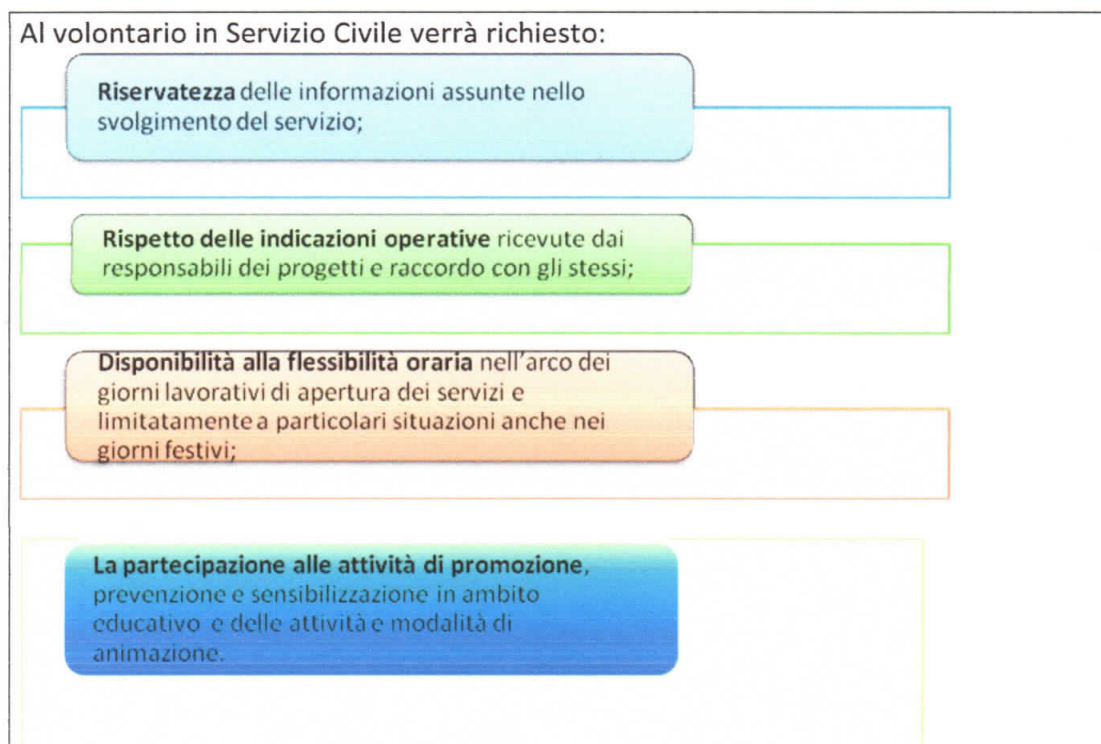 Al volontario in Servizio Civile verrà richiesto:
Riservatezza delle informazioni assunte nello
svolgimento del servizio;
Rispetto delle indicazioni operative ricevute dai
responsabili dei progetti e raccordo con gli stessi;
Disponibilità alla flessibilità oraria nell'arco dei
giorni lavorativi di apertura dei servizi e
limitatamente a particolari situazioni anche nei
giorni festivi;
La partecipazione alle attività di promozione,
prevenzione e sensibilizzazione in ambito
educativo e delle attività e modalità di
animazione.